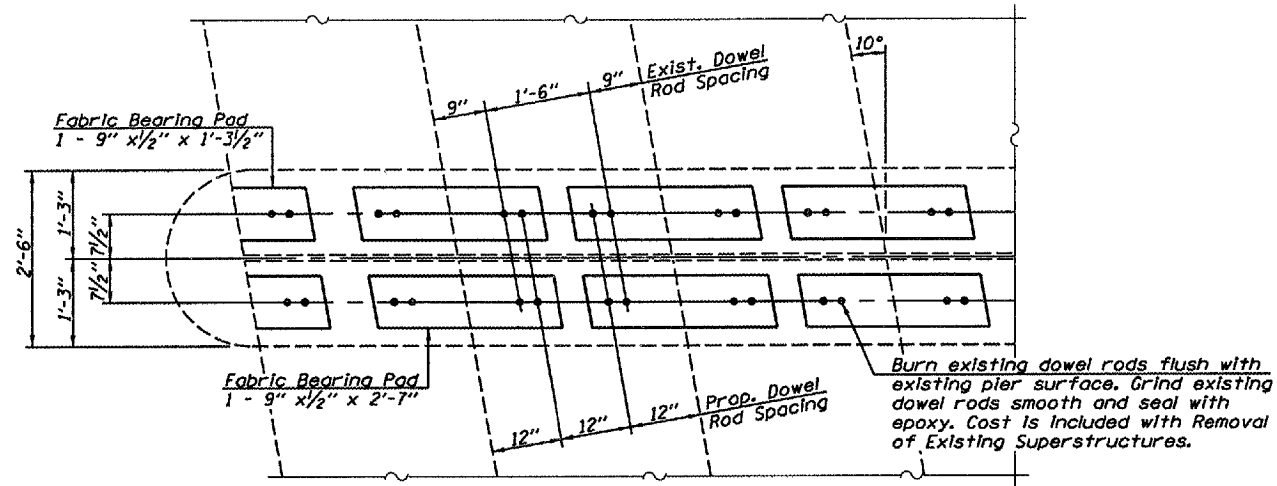 10°
9"
1'-6"
9"
Exist. Dowel
Rod Spacing
Fabric Bearing Pad
1 - 9" x1/2" x 1'-3 1/2"
2'-6"
1'-3"
1'-3"
7 1/2"
7 1/2"
Fabric Bearing Pad
1 - 9" x1/2" x 2'-7"
12"
12"
12"
Prop. Dowel
Rod Spacing
Burn existing dowel rods flush with
existing pier surface. Grind existing
dowel rods smooth and seal with
epoxy. Cost is included with Removal
of Existing Superstructures.